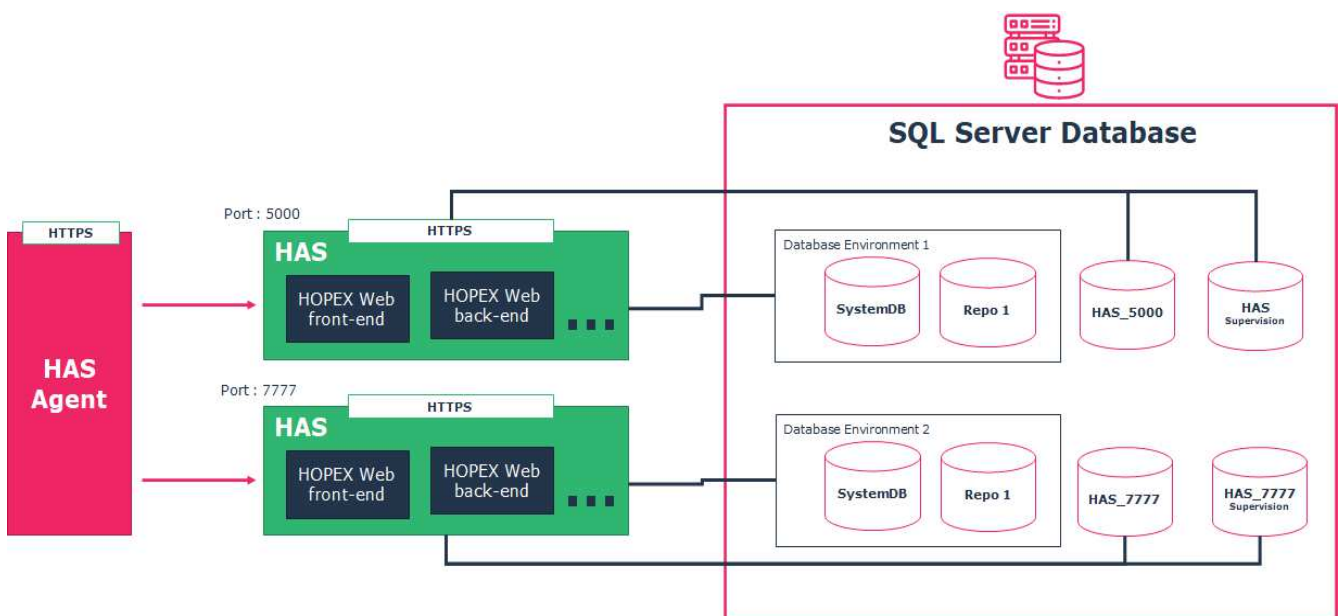 SQL Server Database
HTTPS
HAS
Agent
Port : 5000
HTTPS
HAS
HOPEX Web
front-end
HOPEX Web
back-end
...
Database Environment 1
SystemDB
Repo 1
HAS_5000
HAS
Supervision
Port : 7777
HTTPS
HAS
HOPEX Web
front-end
HOPEX Web
back-end
...
Database Environment 2
SystemDB
Repo 1
HAS_7777
HAS_7777
Supervision